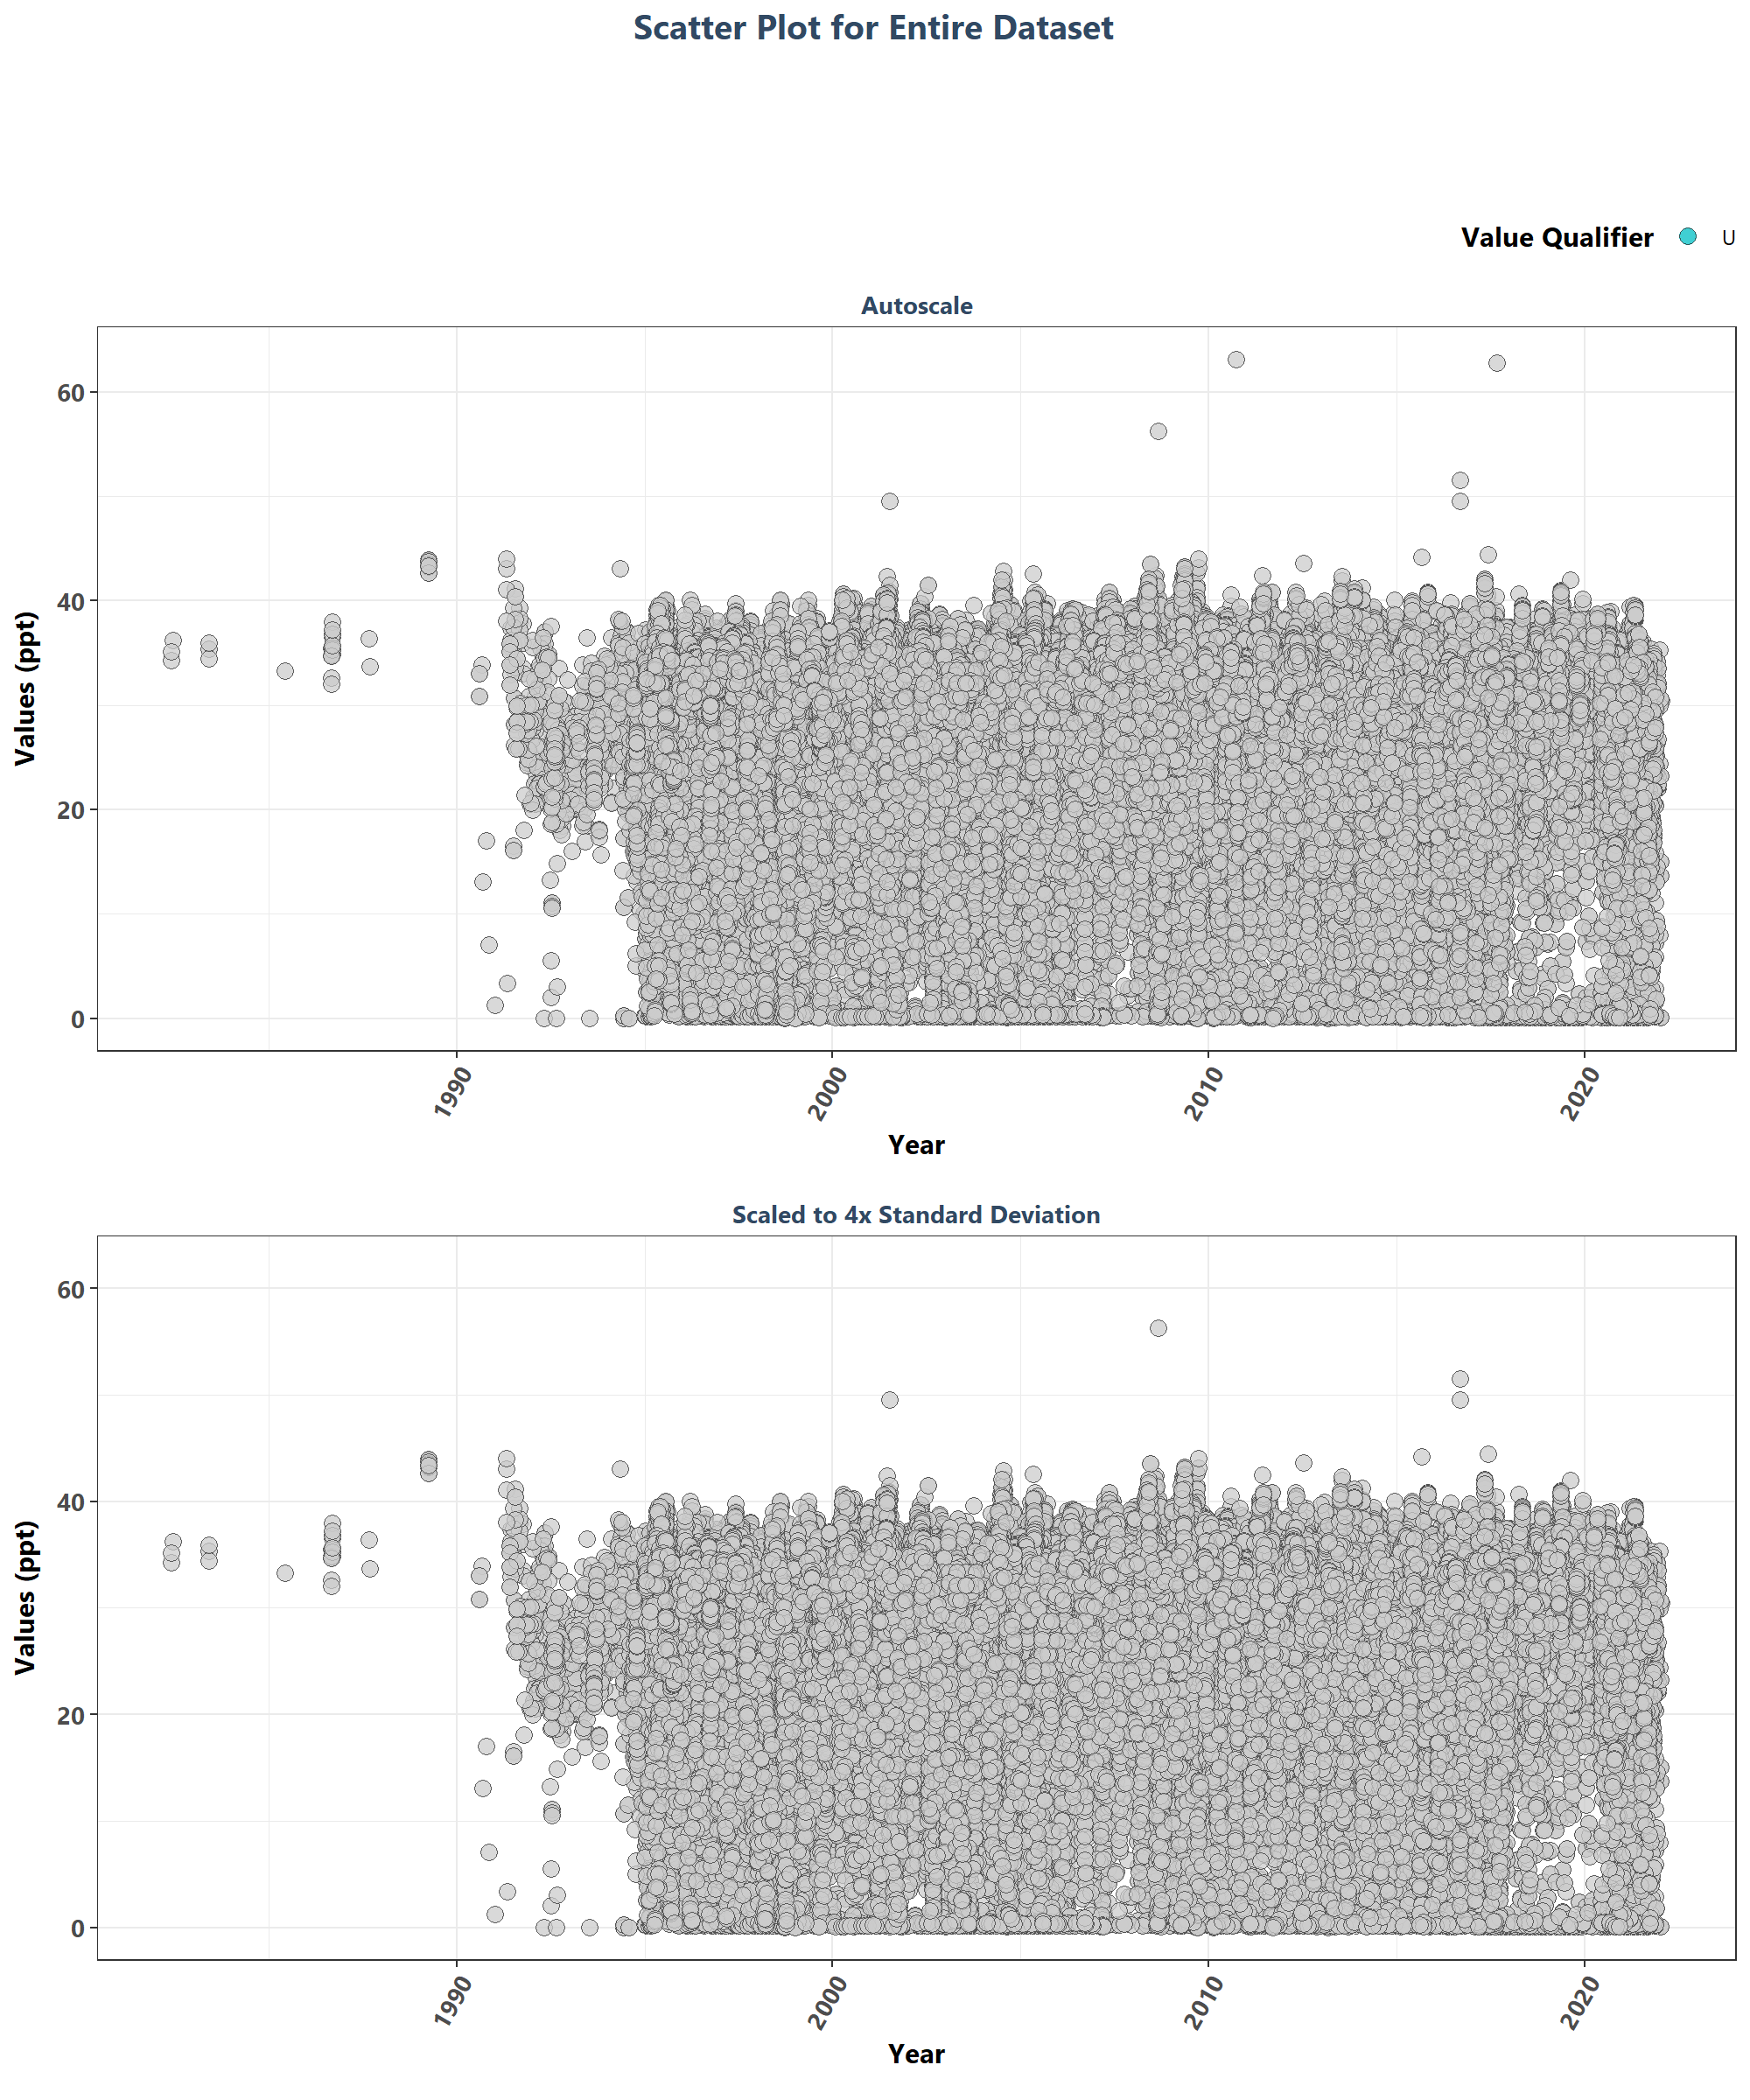 Scatter Plot for Entire Dataset
Value Qualifier U
Autoscale
60
40
20
0
Values (ppt)
1990 2000 2010 2020
Year
Scaled to 4x Standard Deviation
60
40
20
0
Values (ppt)
1990 2000 2010 2020
Year